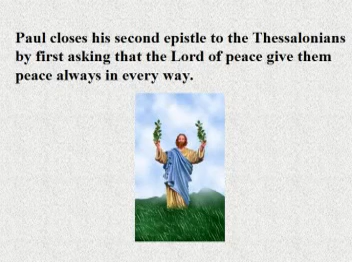 Paul closes his second epistle to the Thessalonians
by first asking that the Lord of peace give them
peace always in every way.